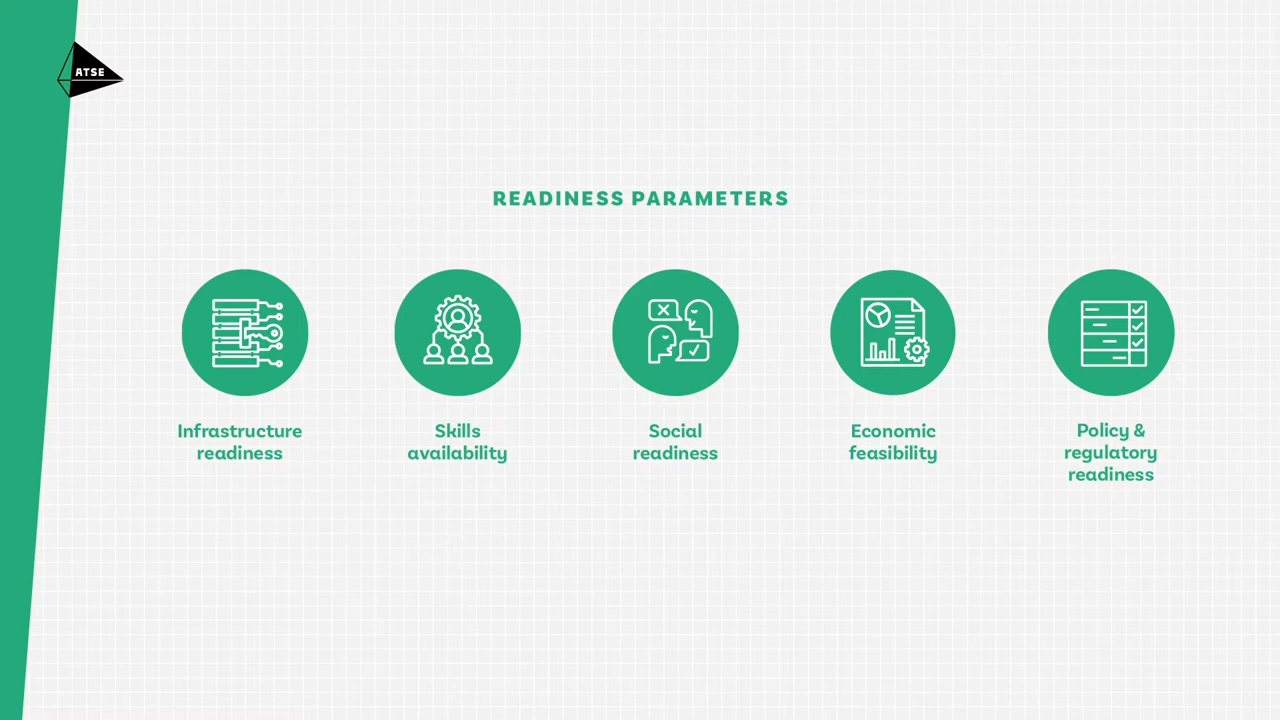 ATSE
READINESS PARAMETERS
Infrastructure
readiness
Skills
availability
Social
readiness
Economic
feasibility
Policy &
regulatory
readiness